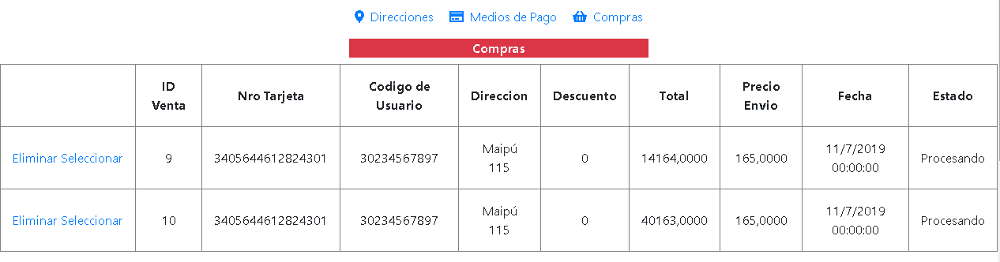 Direcciones Medios de Pago Compras
Compras
ID Venta Nro Tarjeta Codigo de Usuario Direccion Descuento Total Precio Envio Fecha Estado
Eliminar Seleccionar 9 3405644612824301 30234567897 Maipú 115 0 14164,0000 165,0000 11/7/2019 00:00:00 Procesando
Eliminar Seleccionar 10 3405644612824301 30234567897 Maipú 115 0 40163,0000 165,0000 11/7/2019 00:00:00 Procesando